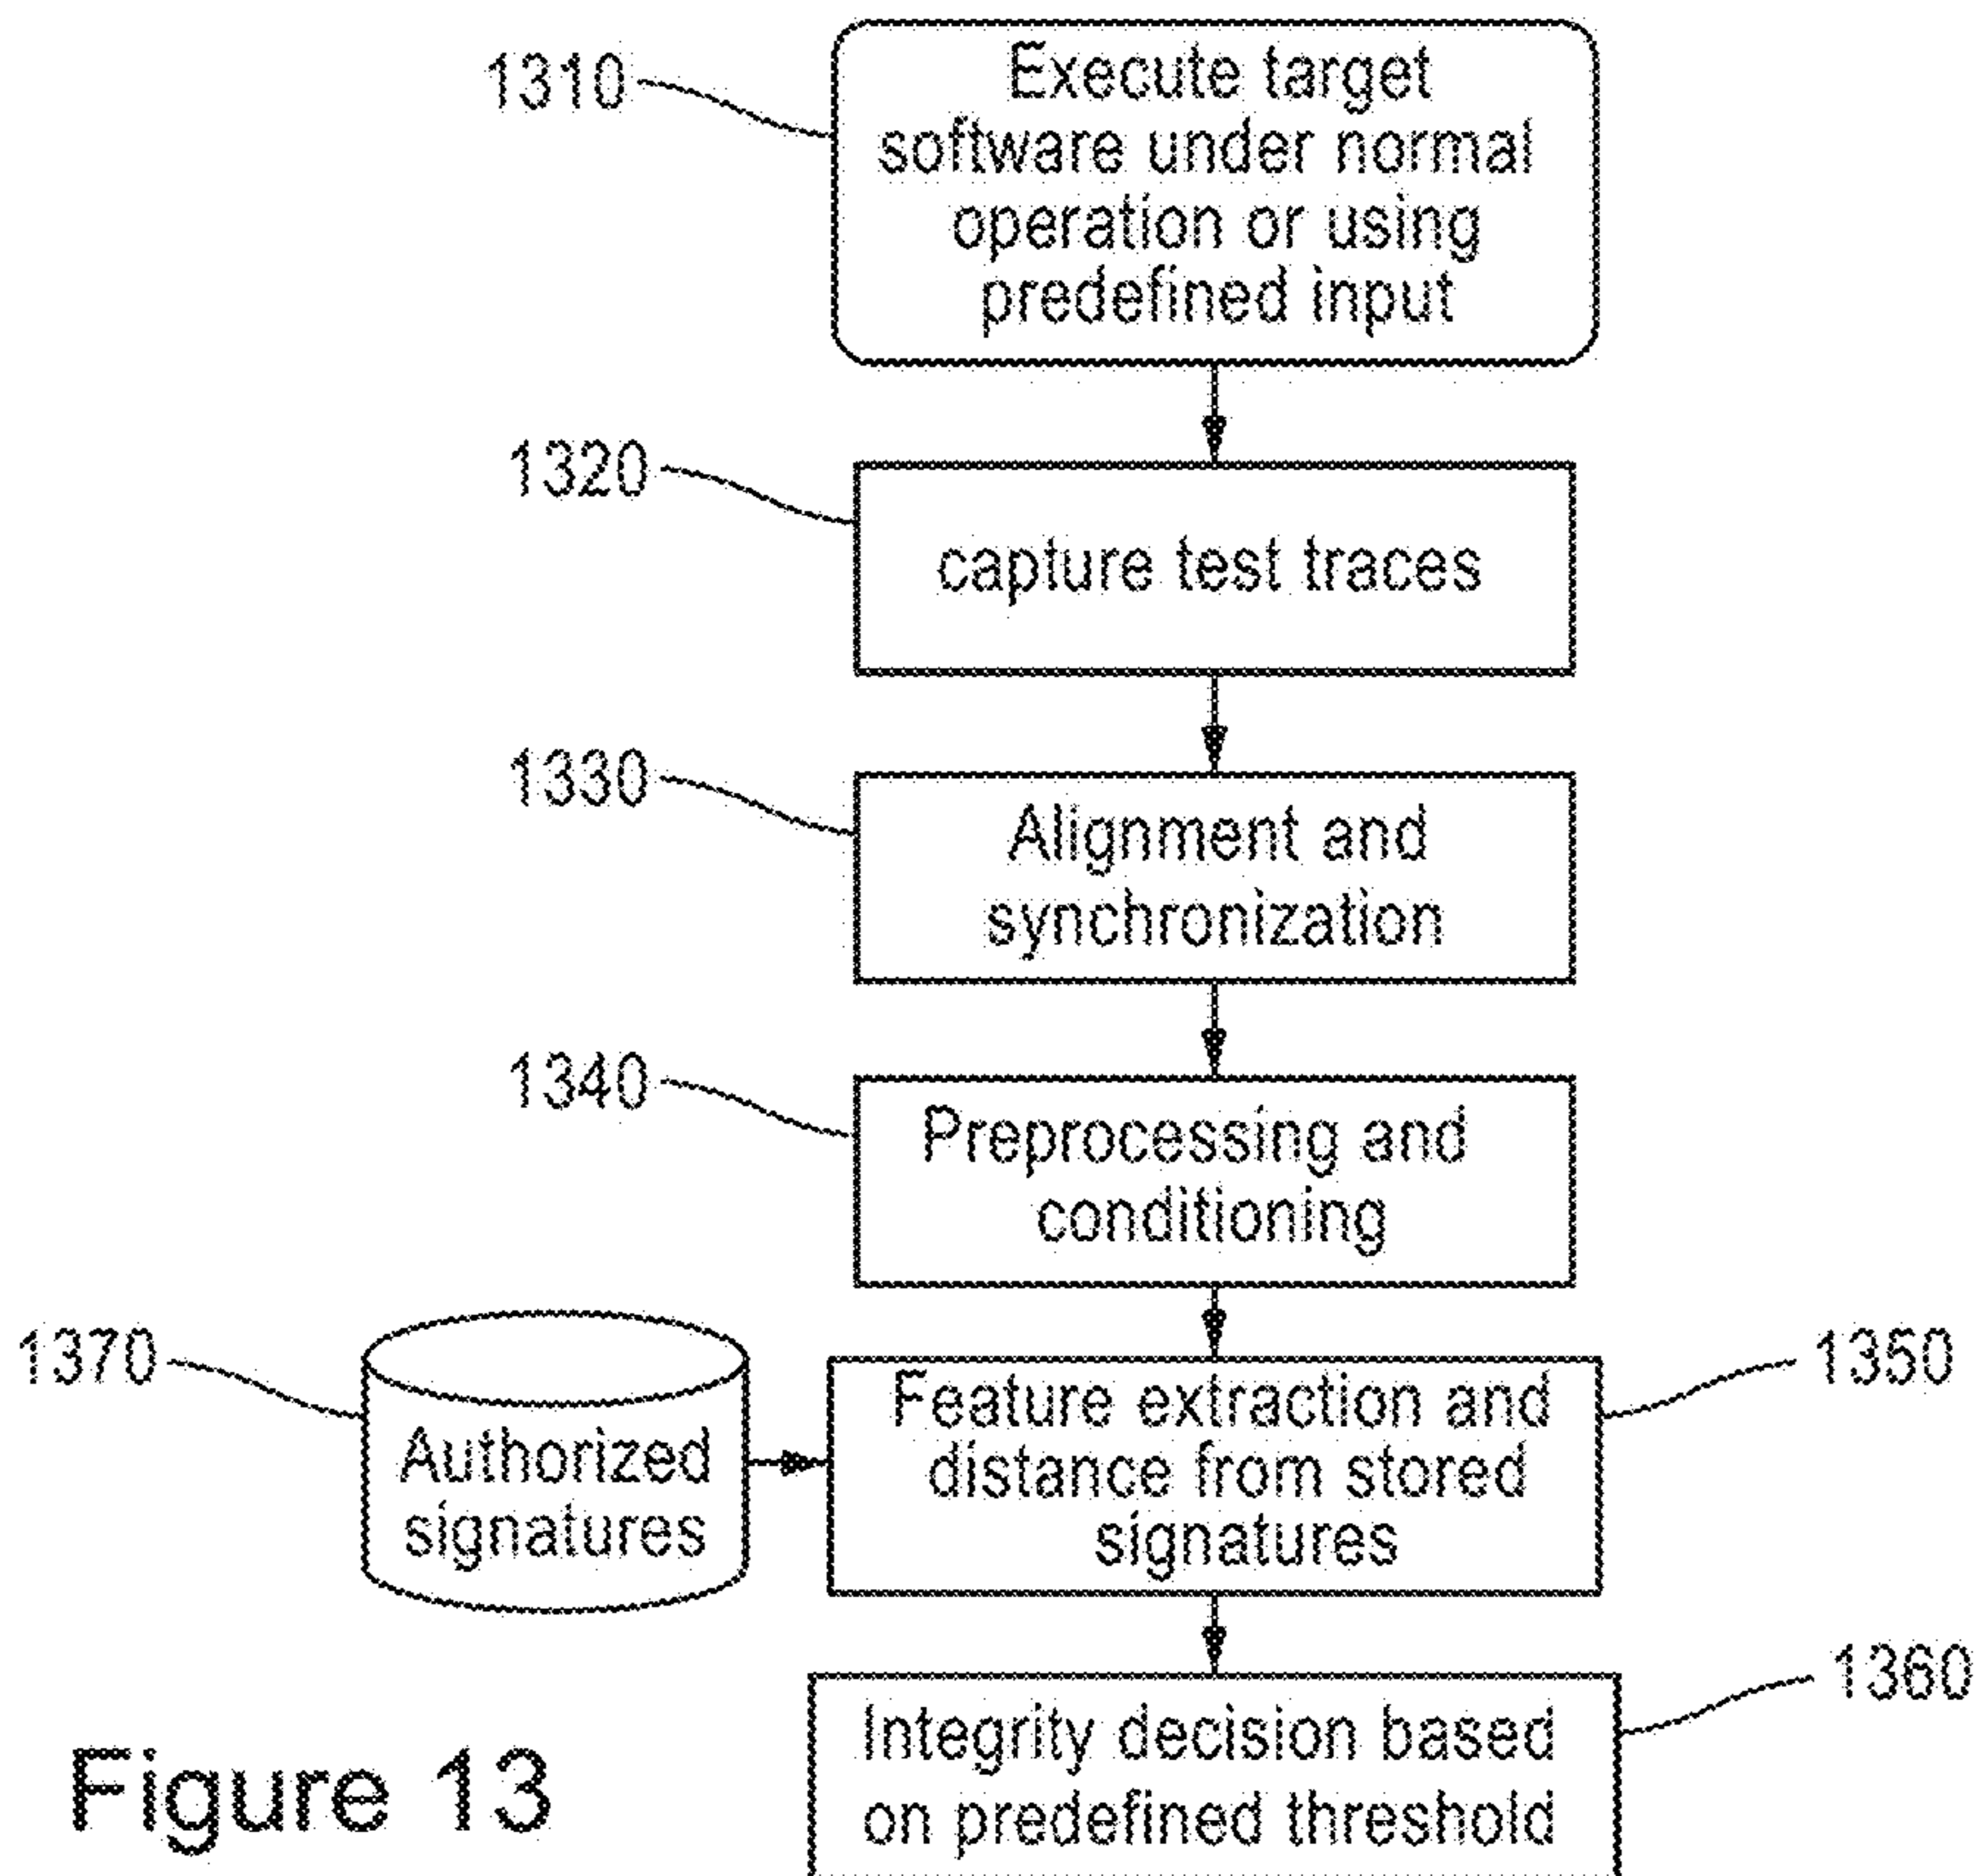 1310
Execute target
software under normal
operation or using
predefined input
1320
capture test traces
1330
Alignment and
synchronization
1340
Preprocessing and
conditioning
1370
Authorized
signatures
1350
Feature extraction and
distance from stored
signatures
1360
Integrity decision based
on predefined threshold
Figure 13